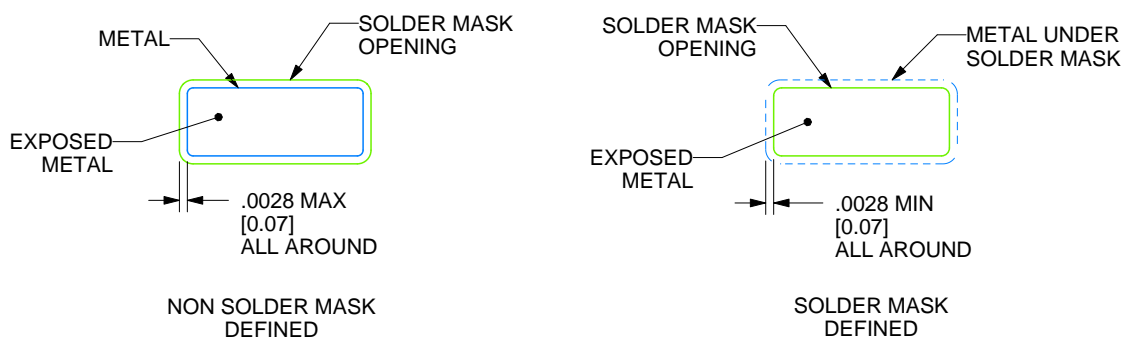 METAL
SOLDER MASK
OPENING
EXPOSED
METAL
.0028 MAX
[0.07]
ALL AROUND
NON SOLDER MASK
DEFINED
SOLDER MASK
OPENING
METAL UNDER
SOLDER MASK
EXPOSED
METAL
.0028 MIN
[0.07]
ALL AROUND
SOLDER MASK
DEFINED